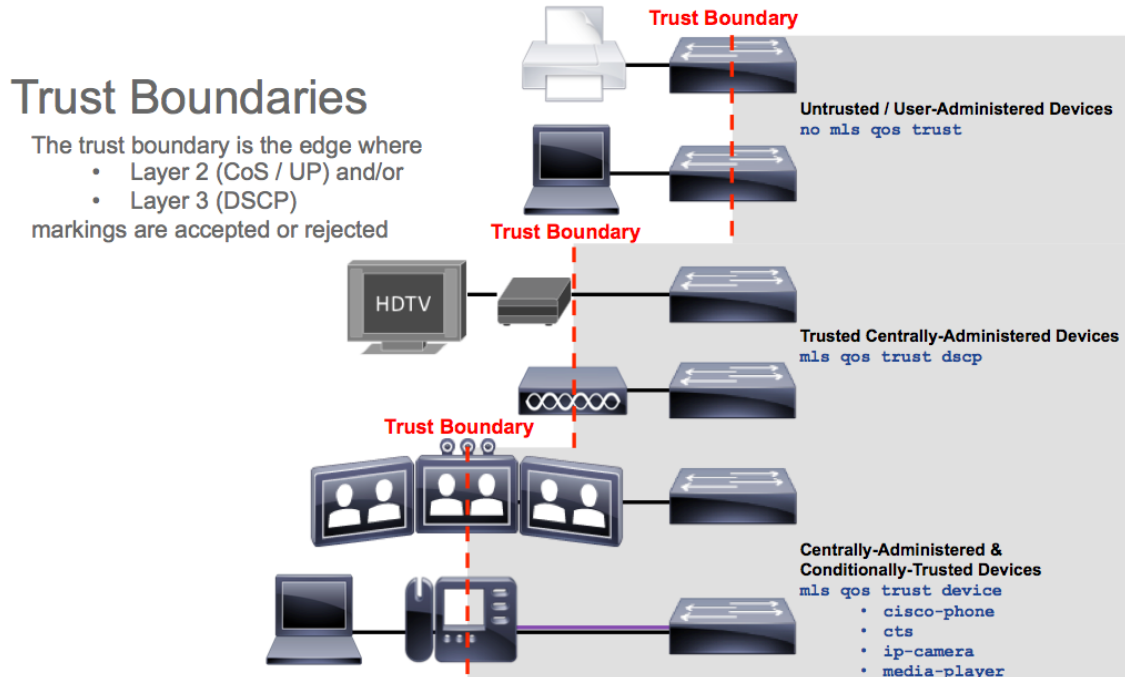 Trust Boundaries
The trust boundary is the edge where
• Layer 2 (CoS / UP) and/or
• Layer 3 (DSCP)
markings are accepted or rejected
Trust Boundary
Untrusted / User-Administered Devices
no mls qos trust
Trust Boundary
HDTV
Trusted Centrally-Administered Devices
mls qos trust dscp
Trust Boundary
Centrally-Administered &
Conditionally-Trusted Devices
mls qos trust device
• cisco-phone
• cts
• ip-camera
• media-player